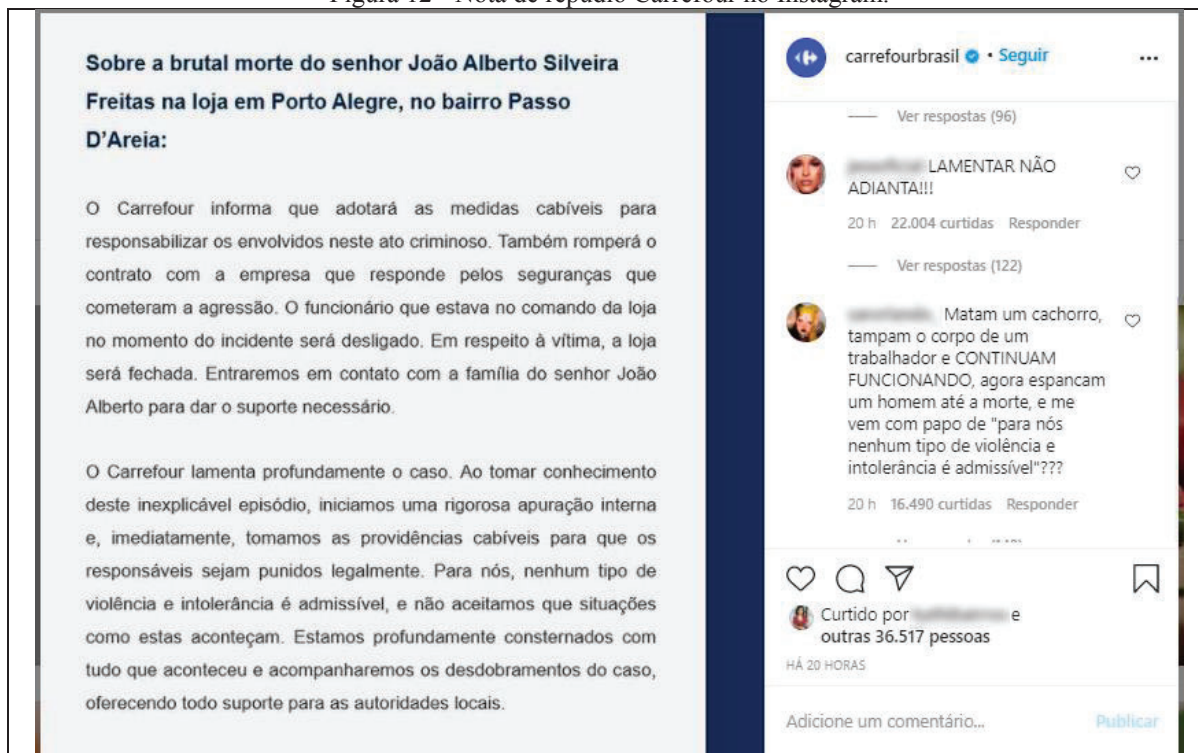 Figura 12 - Nota de repúdio Carrefour no Instagram.
Sobre a brutal morte do senhor João Alberto Silveira
Freitas na loja em Porto Alegre, no bairro Passo
D’Areia:
O Carrefour informa que adotará as medidas cabíveis para
responsabilizar os envolvidos neste ato criminoso. Também romperá o
contrato com a empresa que responde pelos seguranças que
cometeram a agressão. O funcionário que estava no comando da loja
no momento do incidente será desligado. Em respeito à vítima, a loja
será fechada. Entraremos em contato com a família do senhor João
Alberto para dar o suporte necessário.
O Carrefour lamenta profundamente o caso. Ao tomar conhecimento
deste inexplicável episódio, iniciamos uma rigorosa apuração interna
e, imediatamente, tomamos as providências cabíveis para que os
responsáveis sejam punidos legalmente. Para nós, nenhum tipo de
violência e intolerância é admissível, e não aceitamos que situações
como estas aconteçam. Estamos profundamente consternados com
tudo que aconteceu e acompanharemos os desdobramentos do caso,
oferecendo todo suporte para as autoridades locais.
carrefourbrasil • Seguir
Ver respostas (96)
LAMENTAR NÃO
ADIANTA!!!
20 h 22.004 curtidas Responder
Ver respostas (122)
Matam um cachorro,
tampam o corpo de um
trabalhador e CONTINUAM
FUNCIONANDO, agora espancam
um homem até a morte, e me
vem com papo de "para nós
nenhum tipo de violência e
intolerância é admissível"???
20 h 16.490 curtidas Responder
Curtido por e
outras 36.517 pessoas
HÁ 20 HORAS
Adicione um comentário... Publicar